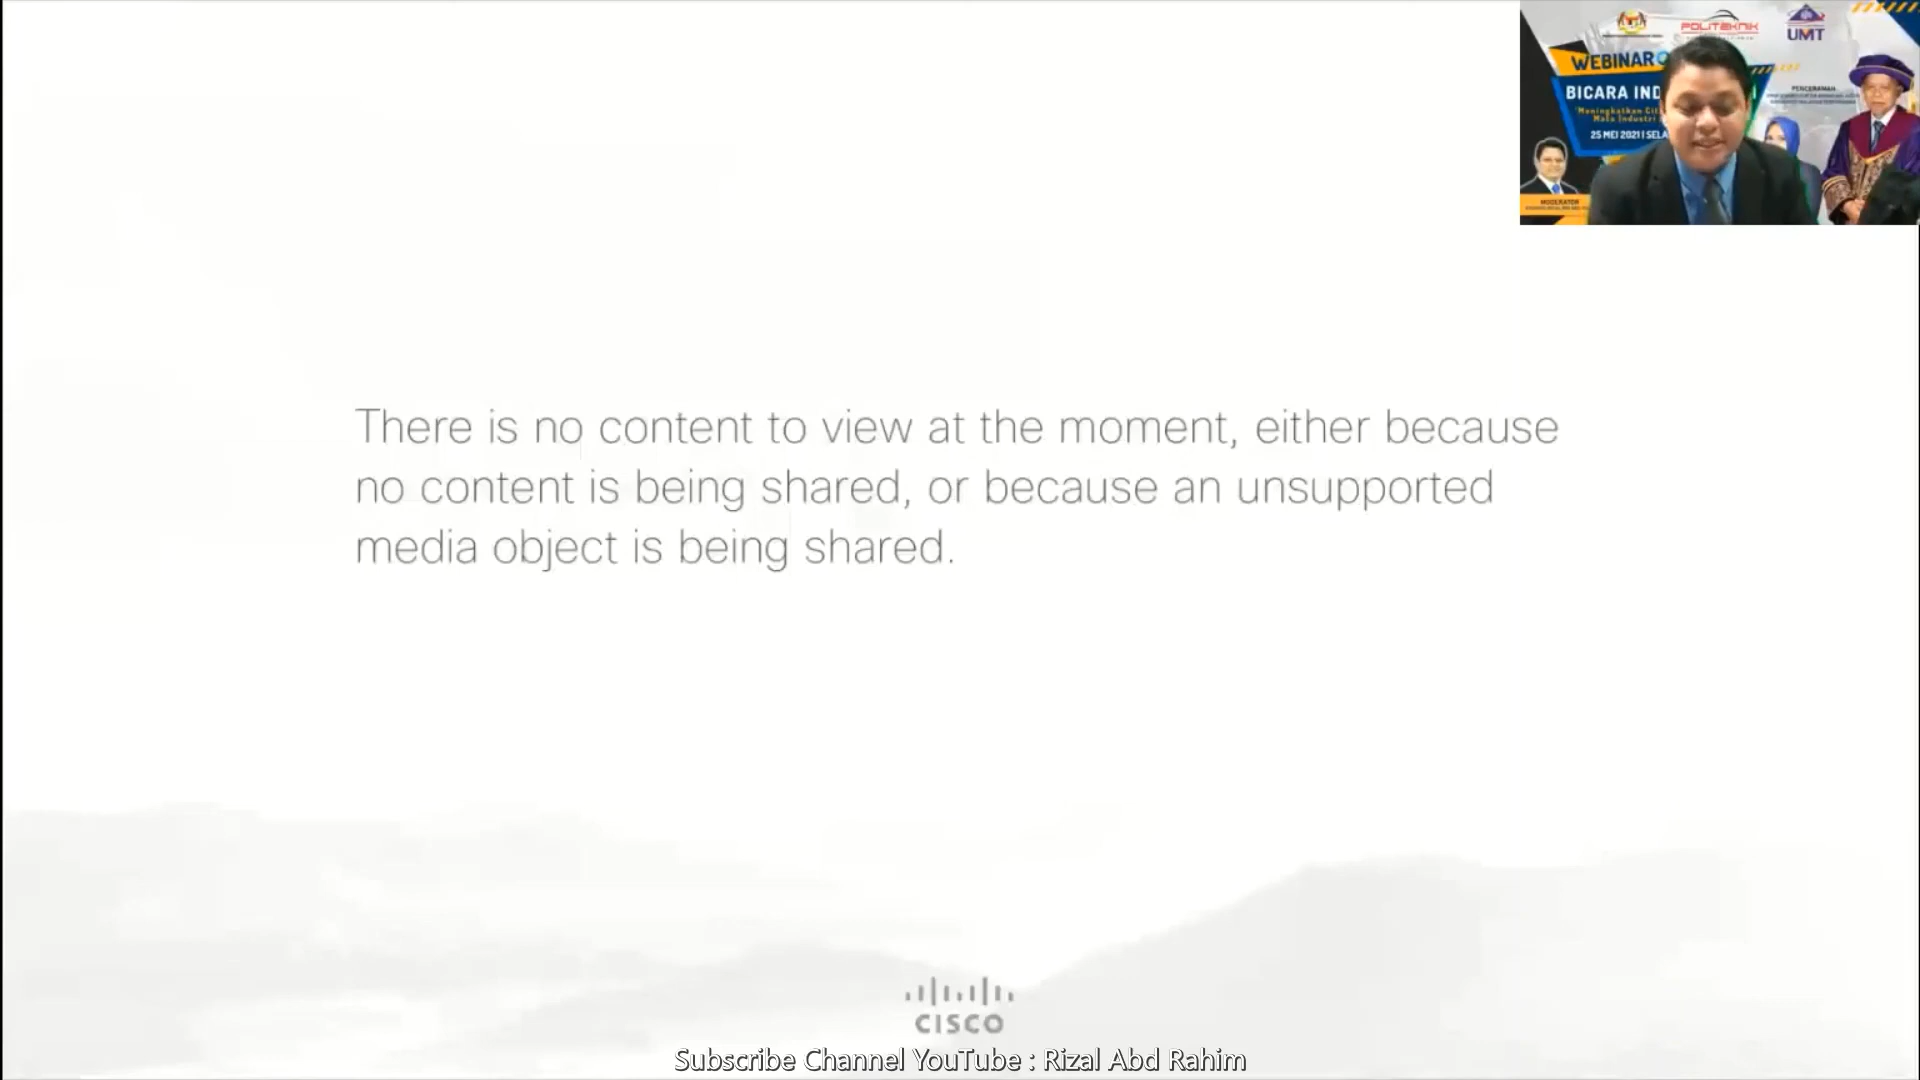 POLITEKNIK
UMT
WEBINAR
BICARA IND
25 MEI 2021 | SELA
PENCERAMAH
MODERATOR
There is no content to view at the moment, either because
no content is being shared, or because an unsupported
media object is being shared.
CISCO
Subscribe Channel YouTube : Rizal Abd Rahim